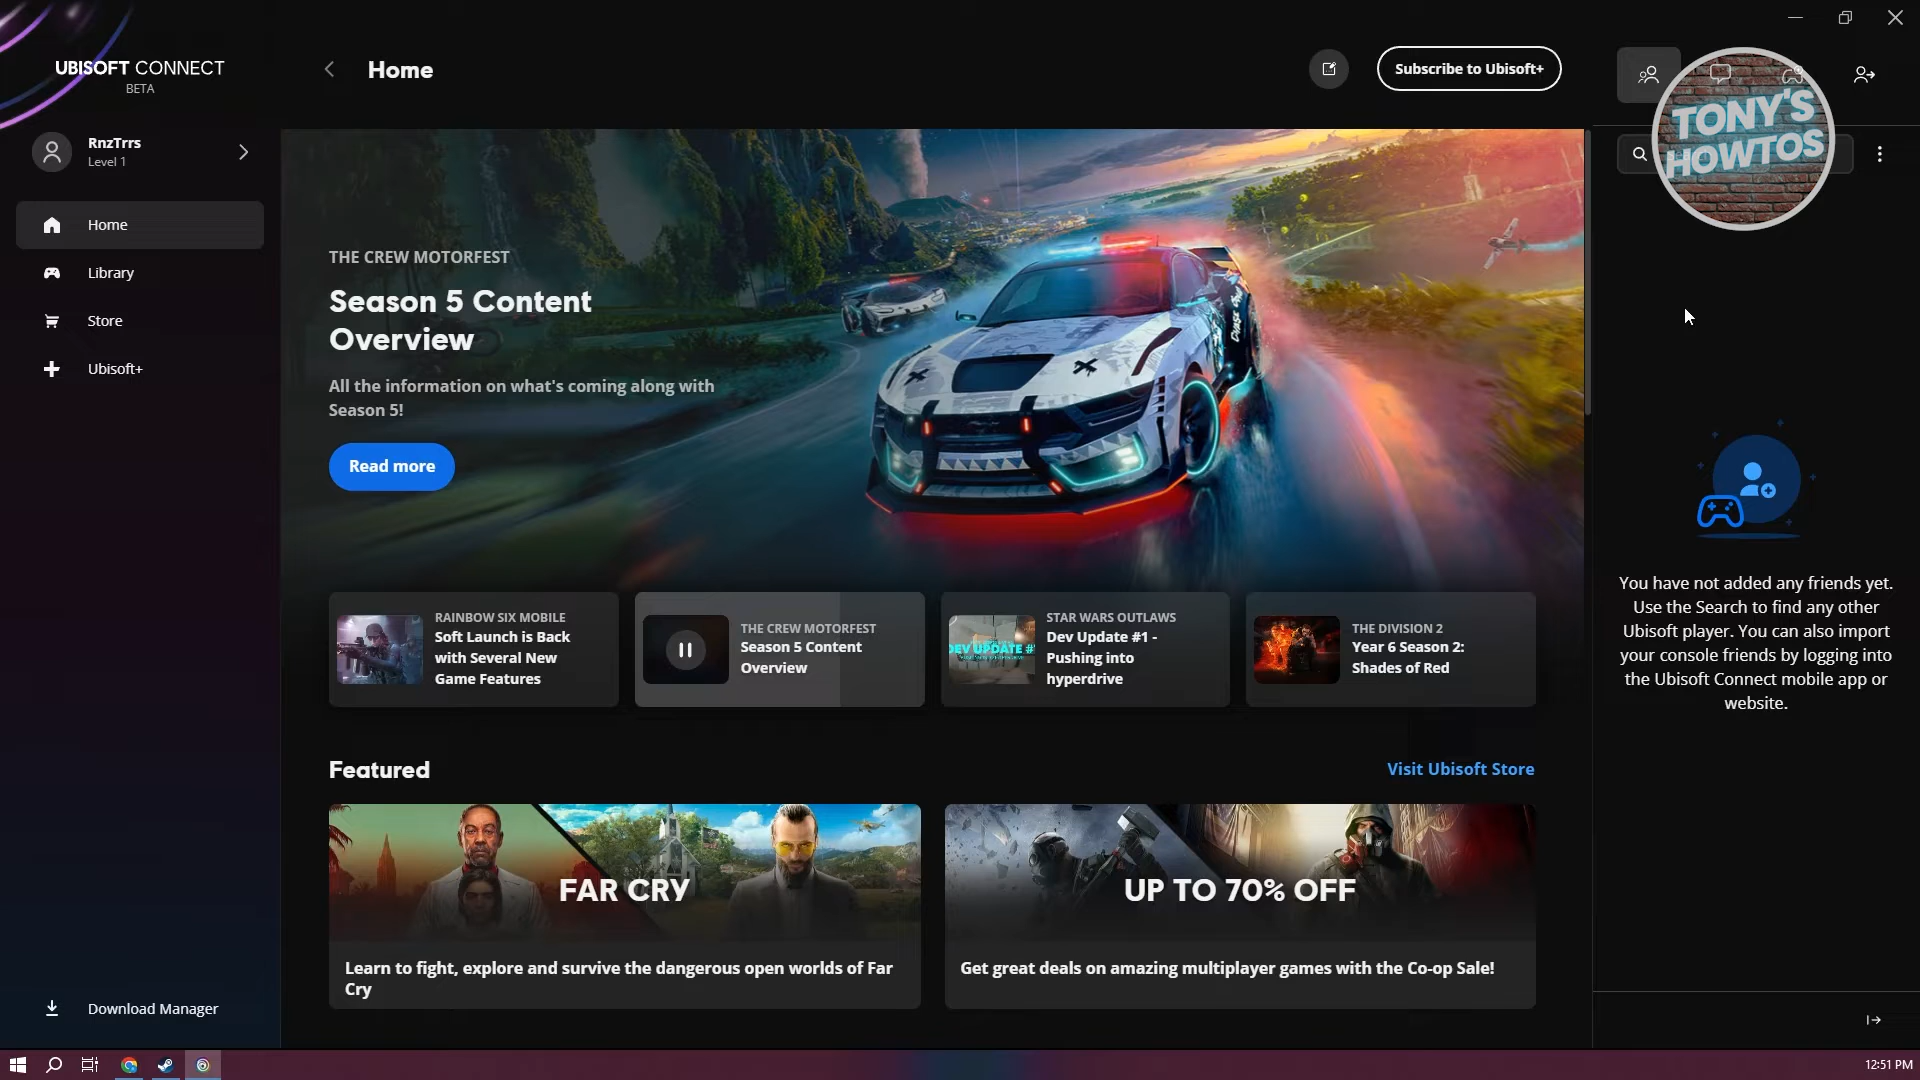 UBISOFT CONNECT
BETA
Home
Subscribe to Ubisoft+
TONY'S
HOWTOS
RnzTrrs
Level 1
Home
Library
Store
Ubisoft+
THE CREW MOTORFEST
Season 5 Content
Overview
All the information on what's coming along with
Season 5!
Read more
RAINBOW SIX MOBILE
Soft Launch is Back
with Several New
Game Features
THE CREW MOTORFEST
Season 5 Content
Overview
DEV UPDATE #
STAR WARS OUTLAWS
Dev Update #1 -
Pushing into
hyperdrive
THE DIVISION 2
Year 6 Season 2:
Shades of Red
Featured
Visit Ubisoft Store
FAR CRY
Learn to fight, explore and survive the dangerous open worlds of Far
Cry
UP TO 70% OFF
Get great deals on amazing multiplayer games with the Co-op Sale!
You have not added any friends yet.
Use the Search to find any other
Ubisoft player. You can also import
your console friends by logging into
the Ubisoft Connect mobile app or
website.
Download Manager
12:51 PM